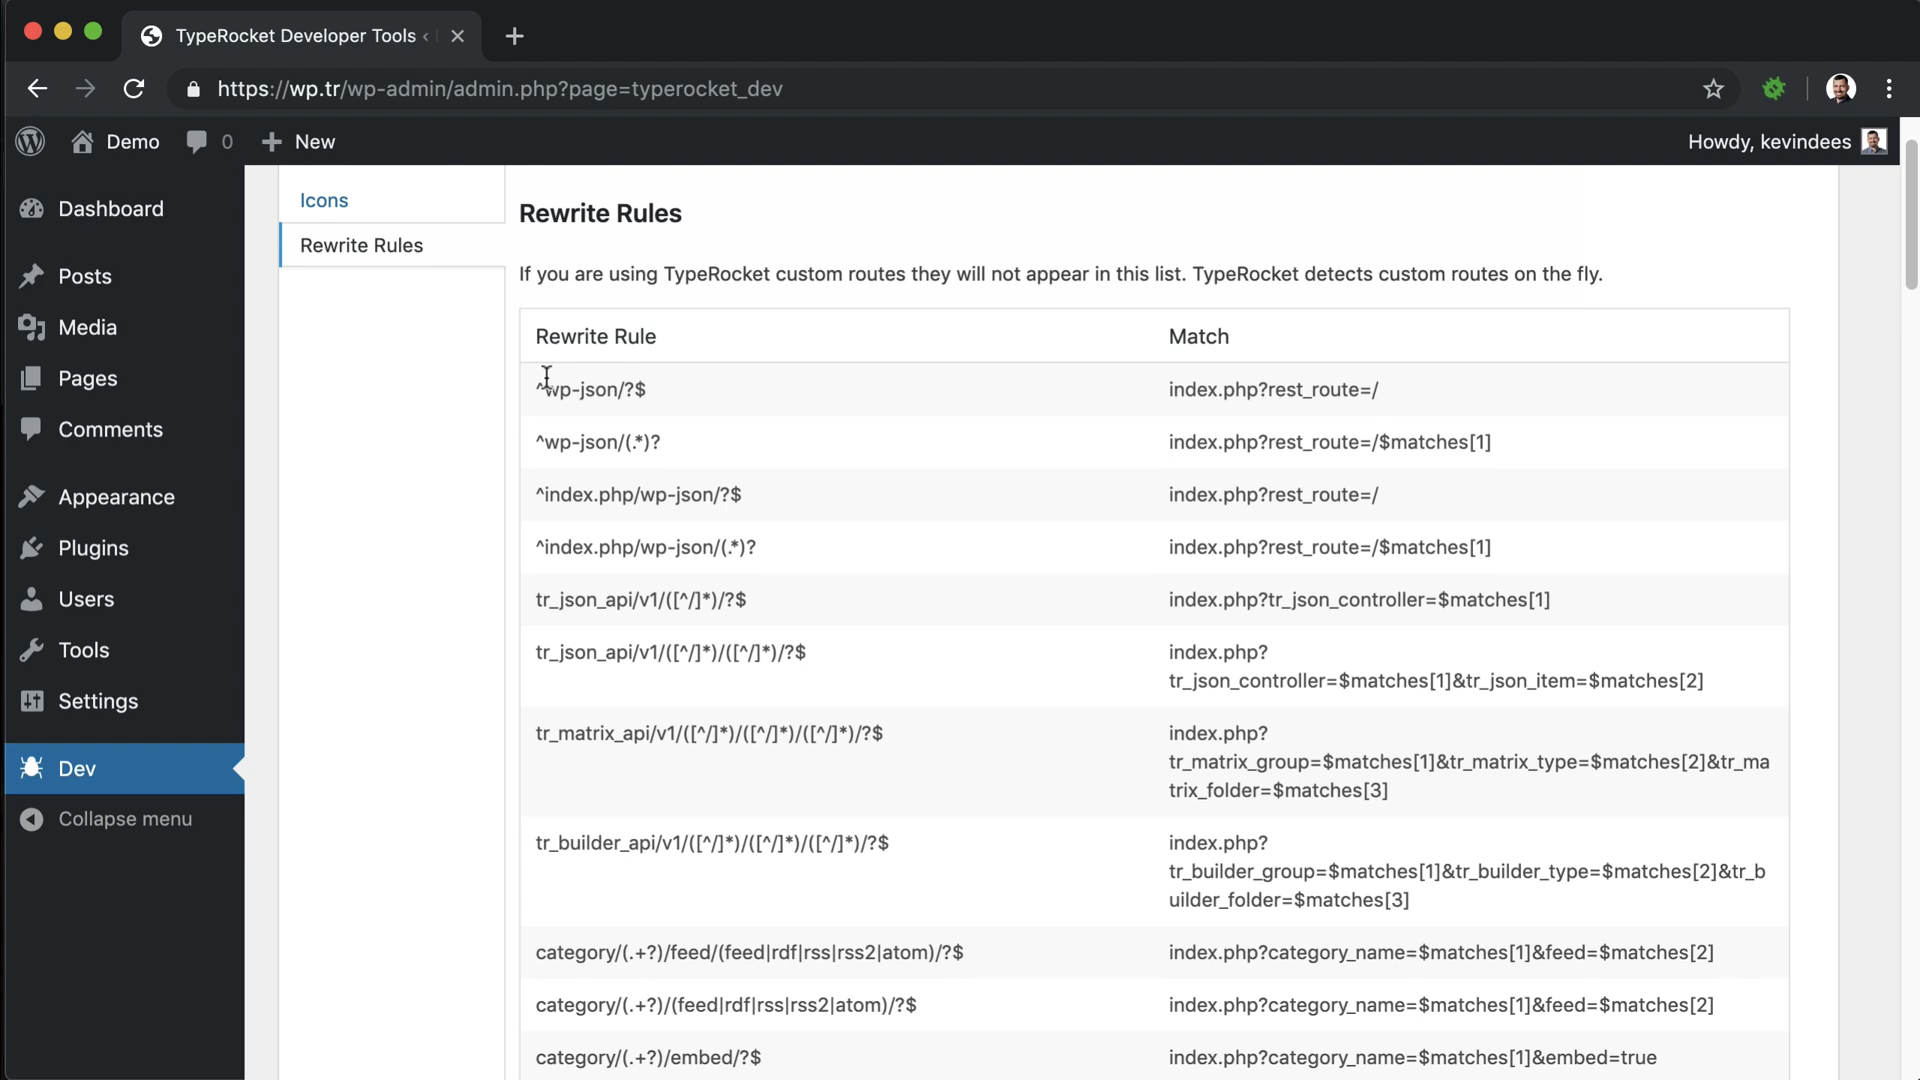 TypeRocket Developer Tools ‹
https://wp.tr/wp-admin/admin.php?page=typerocket_dev
Demo 0 New Howdy, kevindees
Dashboard
Posts
Media
Pages
Comments
Appearance
Plugins
Users
Tools
Settings
Dev
Collapse menu
Icons
Rewrite Rules
Rewrite Rules
If you are using TypeRocket custom routes they will not appear in this list. TypeRocket detects custom routes on the fly.
Rewrite Rule Match
^wp-json/?$ index.php?rest_route=/
^wp-json/(.*)? index.php?rest_route=/$matches[1]
^index.php/wp-json/?$ index.php?rest_route=/
^index.php/wp-json/(.*)? index.php?rest_route=/$matches[1]
tr_json_api/v1/([^/]*)/?$ index.php?tr_json_controller=$matches[1]
tr_json_api/v1/([^/]*)/([^/]*)/?$ index.php?
tr_json_controller=$matches[1]&tr_json_item=$matches[2]
tr_matrix_api/v1/([^/]*)/([^/]*)/([^/]*)/?$ index.php?
tr_matrix_group=$matches[1]&tr_matrix_type=$matches[2]&tr_ma
trix_folder=$matches[3]
tr_builder_api/v1/([^/]*)/([^/]*)/([^/]*)/?$ index.php?
tr_builder_group=$matches[1]&tr_builder_type=$matches[2]&tr_b
uilder_folder=$matches[3]
category/(.+?)/feed/(feed|rdf|rss|rss2|atom)/?$ index.php?category_name=$matches[1]&feed=$matches[2]
category/(.+?)/(feed|rdf|rss|rss2|atom)/?$ index.php?category_name=$matches[1]&feed=$matches[2]
category/(.+?)/embed/?$ index.php?category_name=$matches[1]&embed=true